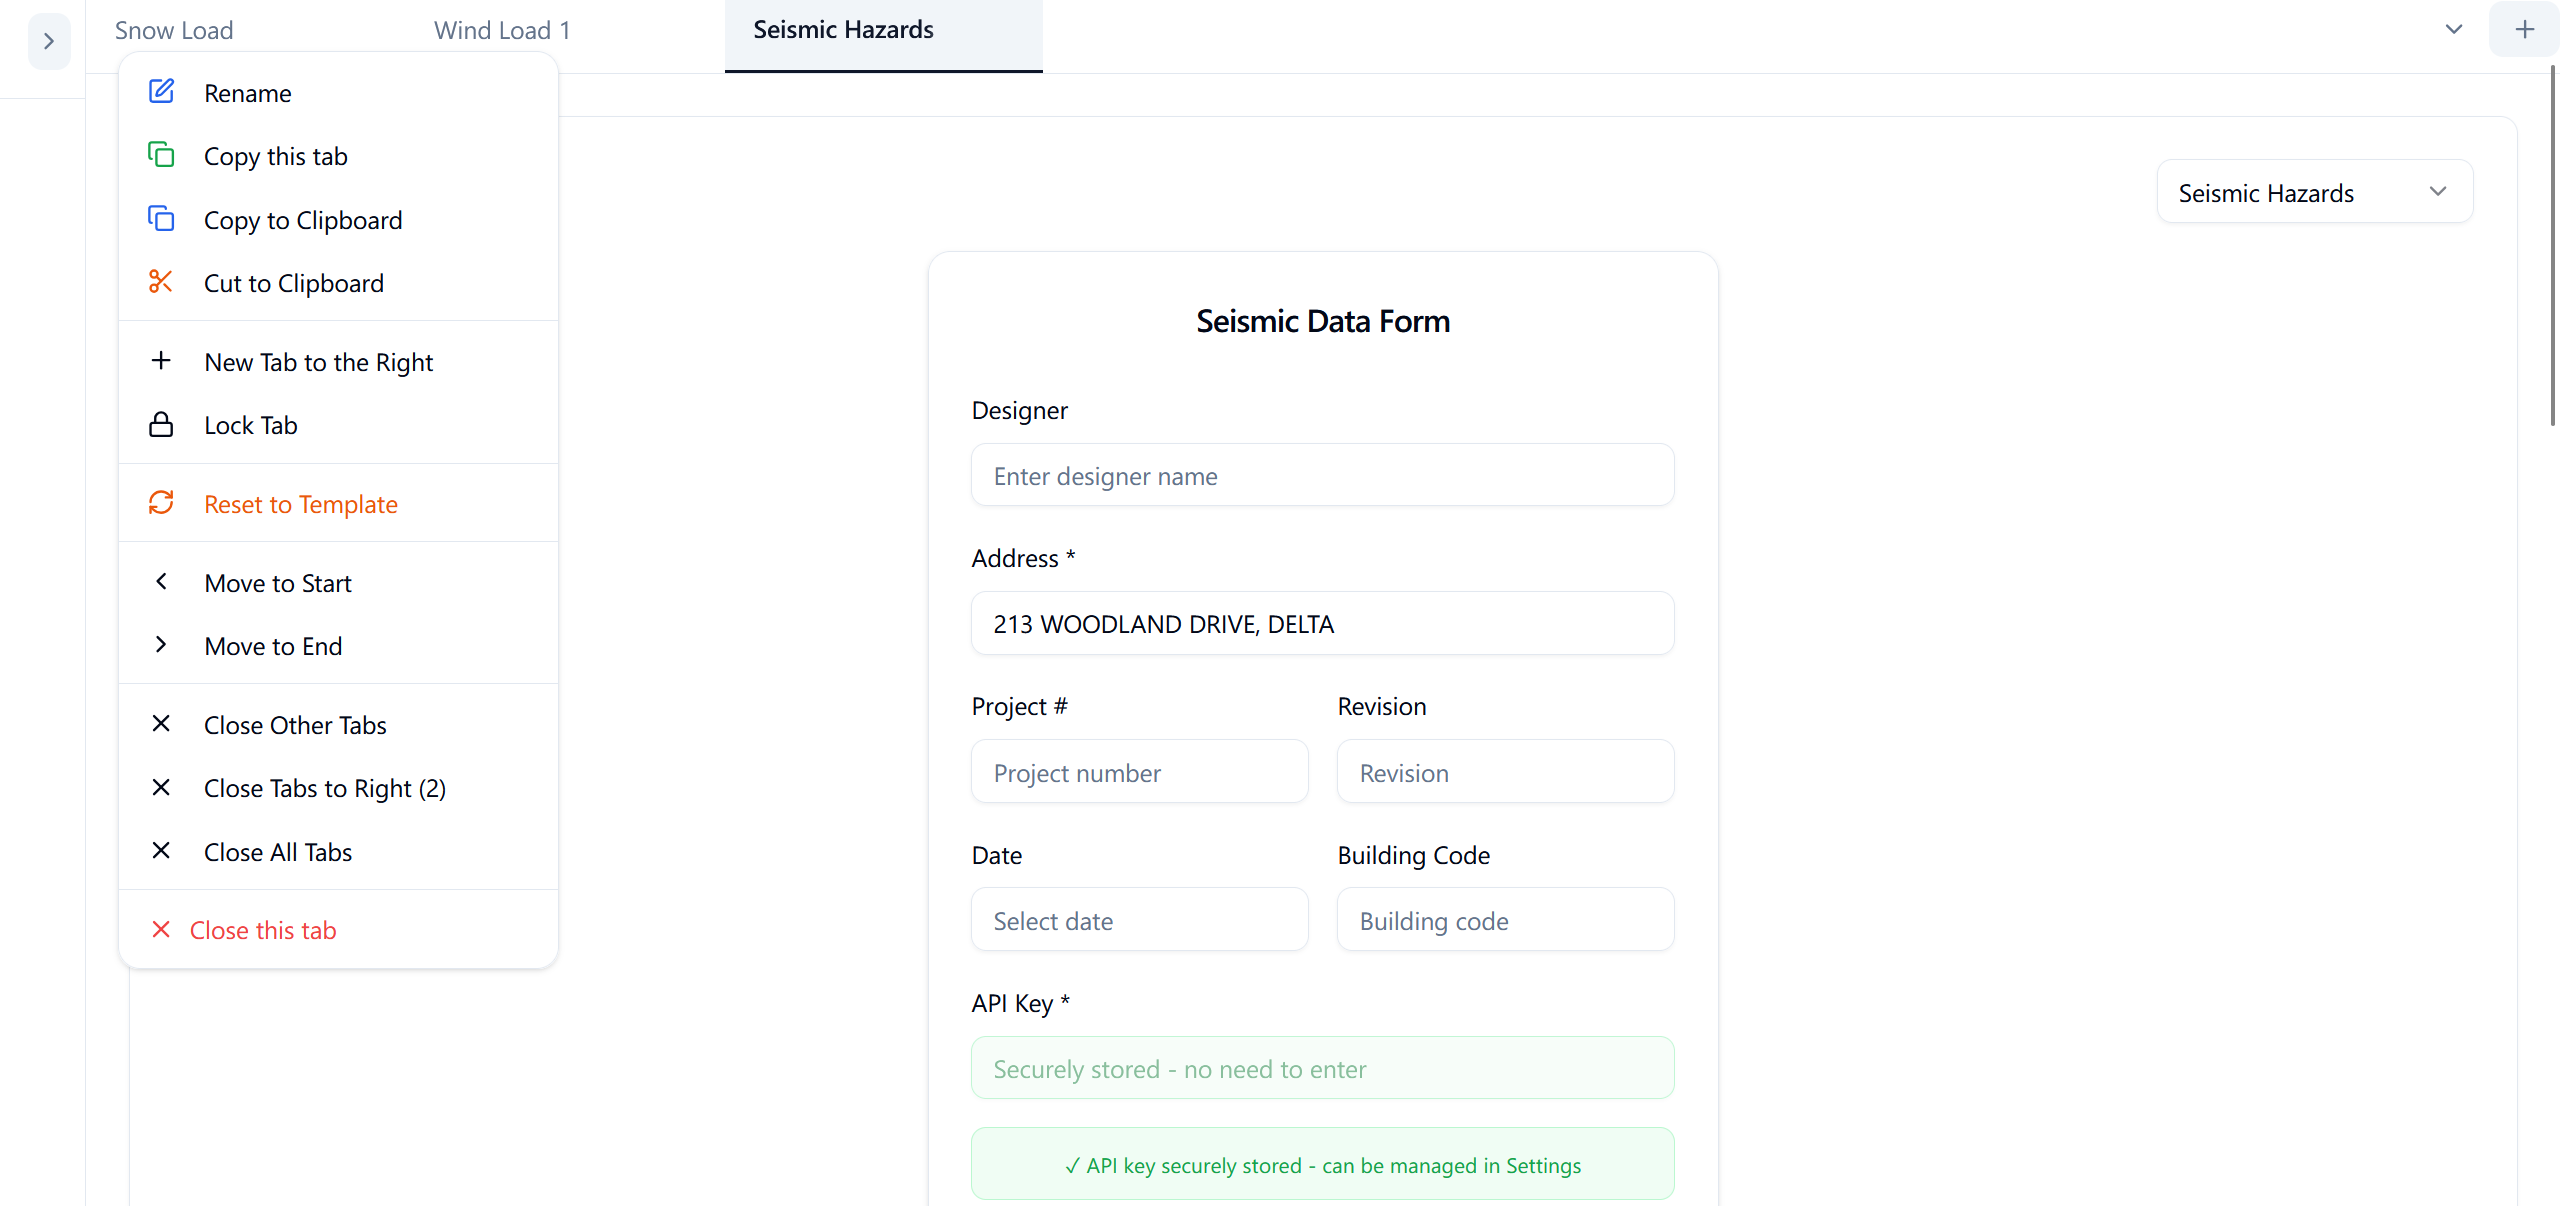 Snow Load
Wind Load 1
Seismic Hazards
Rename
Copy this tab
Copy to Clipboard
Cut to Clipboard
New Tab to the Right
Lock Tab
Reset to Template
Move to Start
Move to End
Close Other Tabs
Close Tabs to Right (2)
Close All Tabs
Close this tab
Seismic Hazards
Seismic Data Form
Designer
Enter designer name
Address *
213 WOODLAND DRIVE, DELTA
Project #
Revision
Project number
Revision
Date
Building Code
Select date
Building code
API Key *
Securely stored - no need to enter
✓ API key securely stored - can be managed in Settings